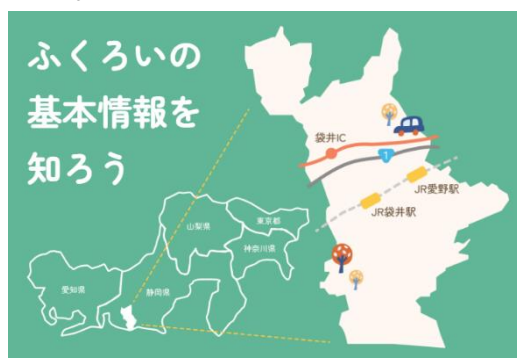 ふくろいの
基本情報を
知ろう
袋井IC
1
JR愛野駅
JR袋井駅
山梨県
東京都
神奈川県
愛知県
静岡県